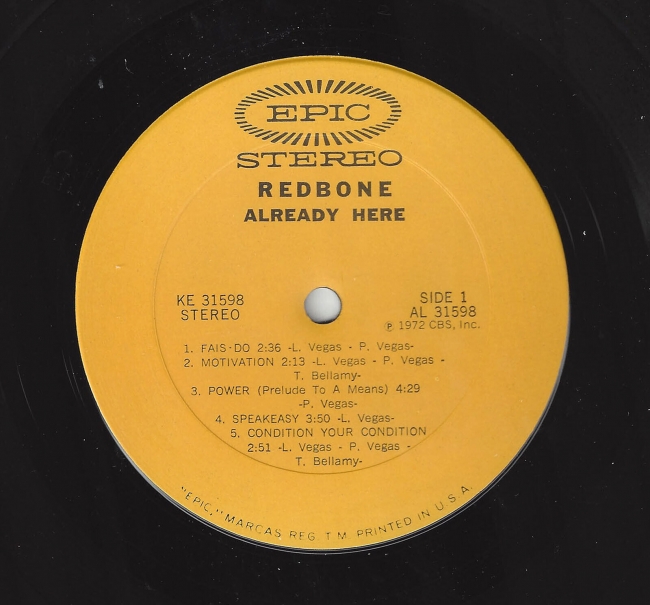 EPIC
STEREO
REDBONE
ALREADY HERE
KE 31598
STEREO
SIDE 1
AL 31598
℗ 1972 CBS, Inc.
1. FAIS·DO 2:36 -L. Vegas - P. Vegas-
2. MOTIVATION 2:13 -L. Vegas - P. Vegas -
T. Bellamy-
3. POWER (Prelude To A Means) 4:29
-P. Vegas-
4. SPEAKEASY 3:50 -L. Vegas-
5. CONDITION YOUR CONDITION
2:51 -L. Vegas - P. Vegas -
T. Bellamy-
"EPIC," MARCAS REG. T M. PRINTED IN U S A.